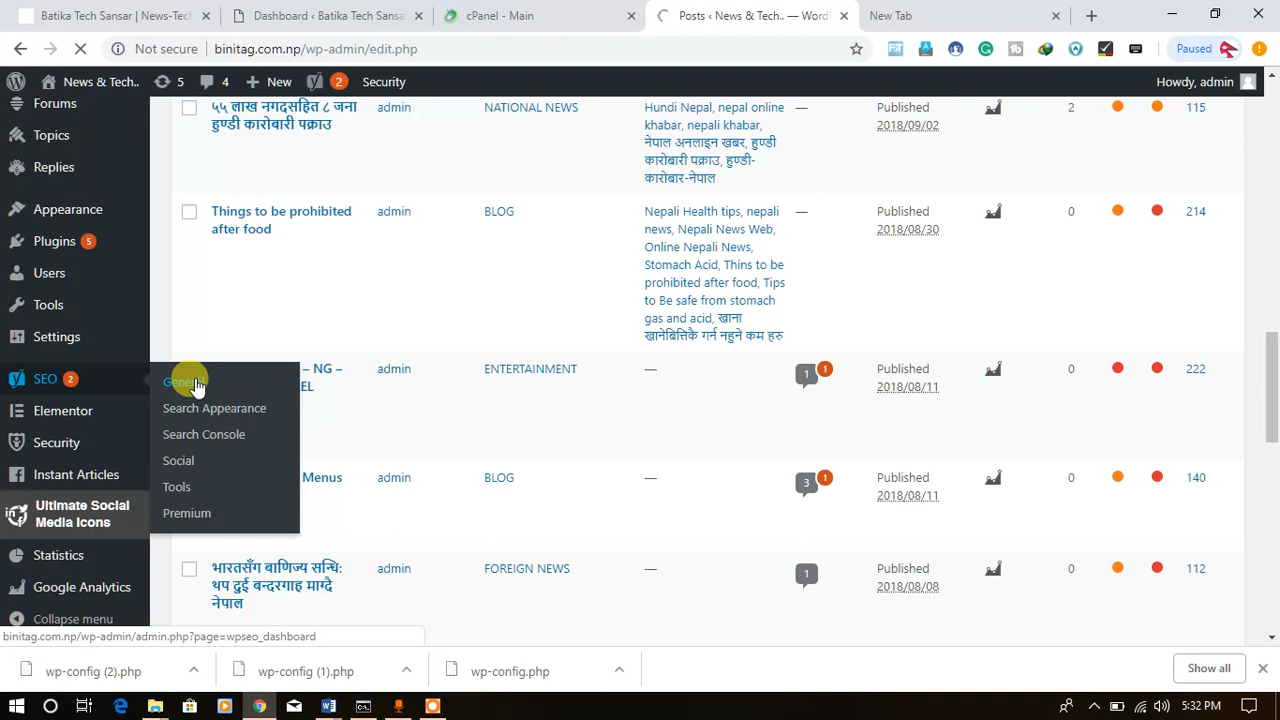 Batika Tech Sansar | News-Tech
Dashboard ‹ Batika Tech Sansar
cPanel - Main
Posts ‹ News & Tech.. — Word
New Tab
Not secure
binitag.com.np/wp-admin/edit.php
Paused
News & Tech..
5
4
New
2
Security
Howdy, admin
Forums
Topics
Replies
Appearance
Plugins 5
Users
Tools
Settings
SEO 2
Elementor
Security
Instant Articles
Ultimate Social
Media Icons
Statistics
Google Analytics
Collapse menu
General
Search Appearance
Search Console
Social
Tools
Premium
५५ लाख नगदसहित ८ जना
हुण्डी कारोबारी पक्राउ
admin
NATIONAL NEWS
Hundi Nepal, nepal online
khabar, nepali khabar,
नेपाल अनलाइन खबर, हुण्डी
कारोबारी पक्राउ, हुण्डी-
कारोबार-नेपाल
—
Published
2018/09/02
2
115
Things to be prohibited
after food
admin
BLOG
Nepali Health tips, nepali
news, Nepali News Web,
Online Nepali News,
Stomach Acid, Thins to be
prohibited after food, Tips
to Be safe from stomach
gas and acid, खाना
खानेबित्तिकै गर्न नहुने कम हरु
—
Published
2018/08/30
0
214
– NG –
EL
admin
ENTERTAINMENT
—
1
1
Published
2018/08/11
0
222
Menus
admin
BLOG
—
3
1
Published
2018/08/11
0
140
भारतसँग बाणिज्य सन्धि:
थप दुई बन्दरगाह माग्दै
नेपाल
admin
FOREIGN NEWS
—
1
Published
2018/08/08
0
112
binitag.com.np/wp-admin/admin.php?page=wpseo_dashboard
wp-config (2).php
wp-config (1).php
wp-config.php
Show all
5:32 PM